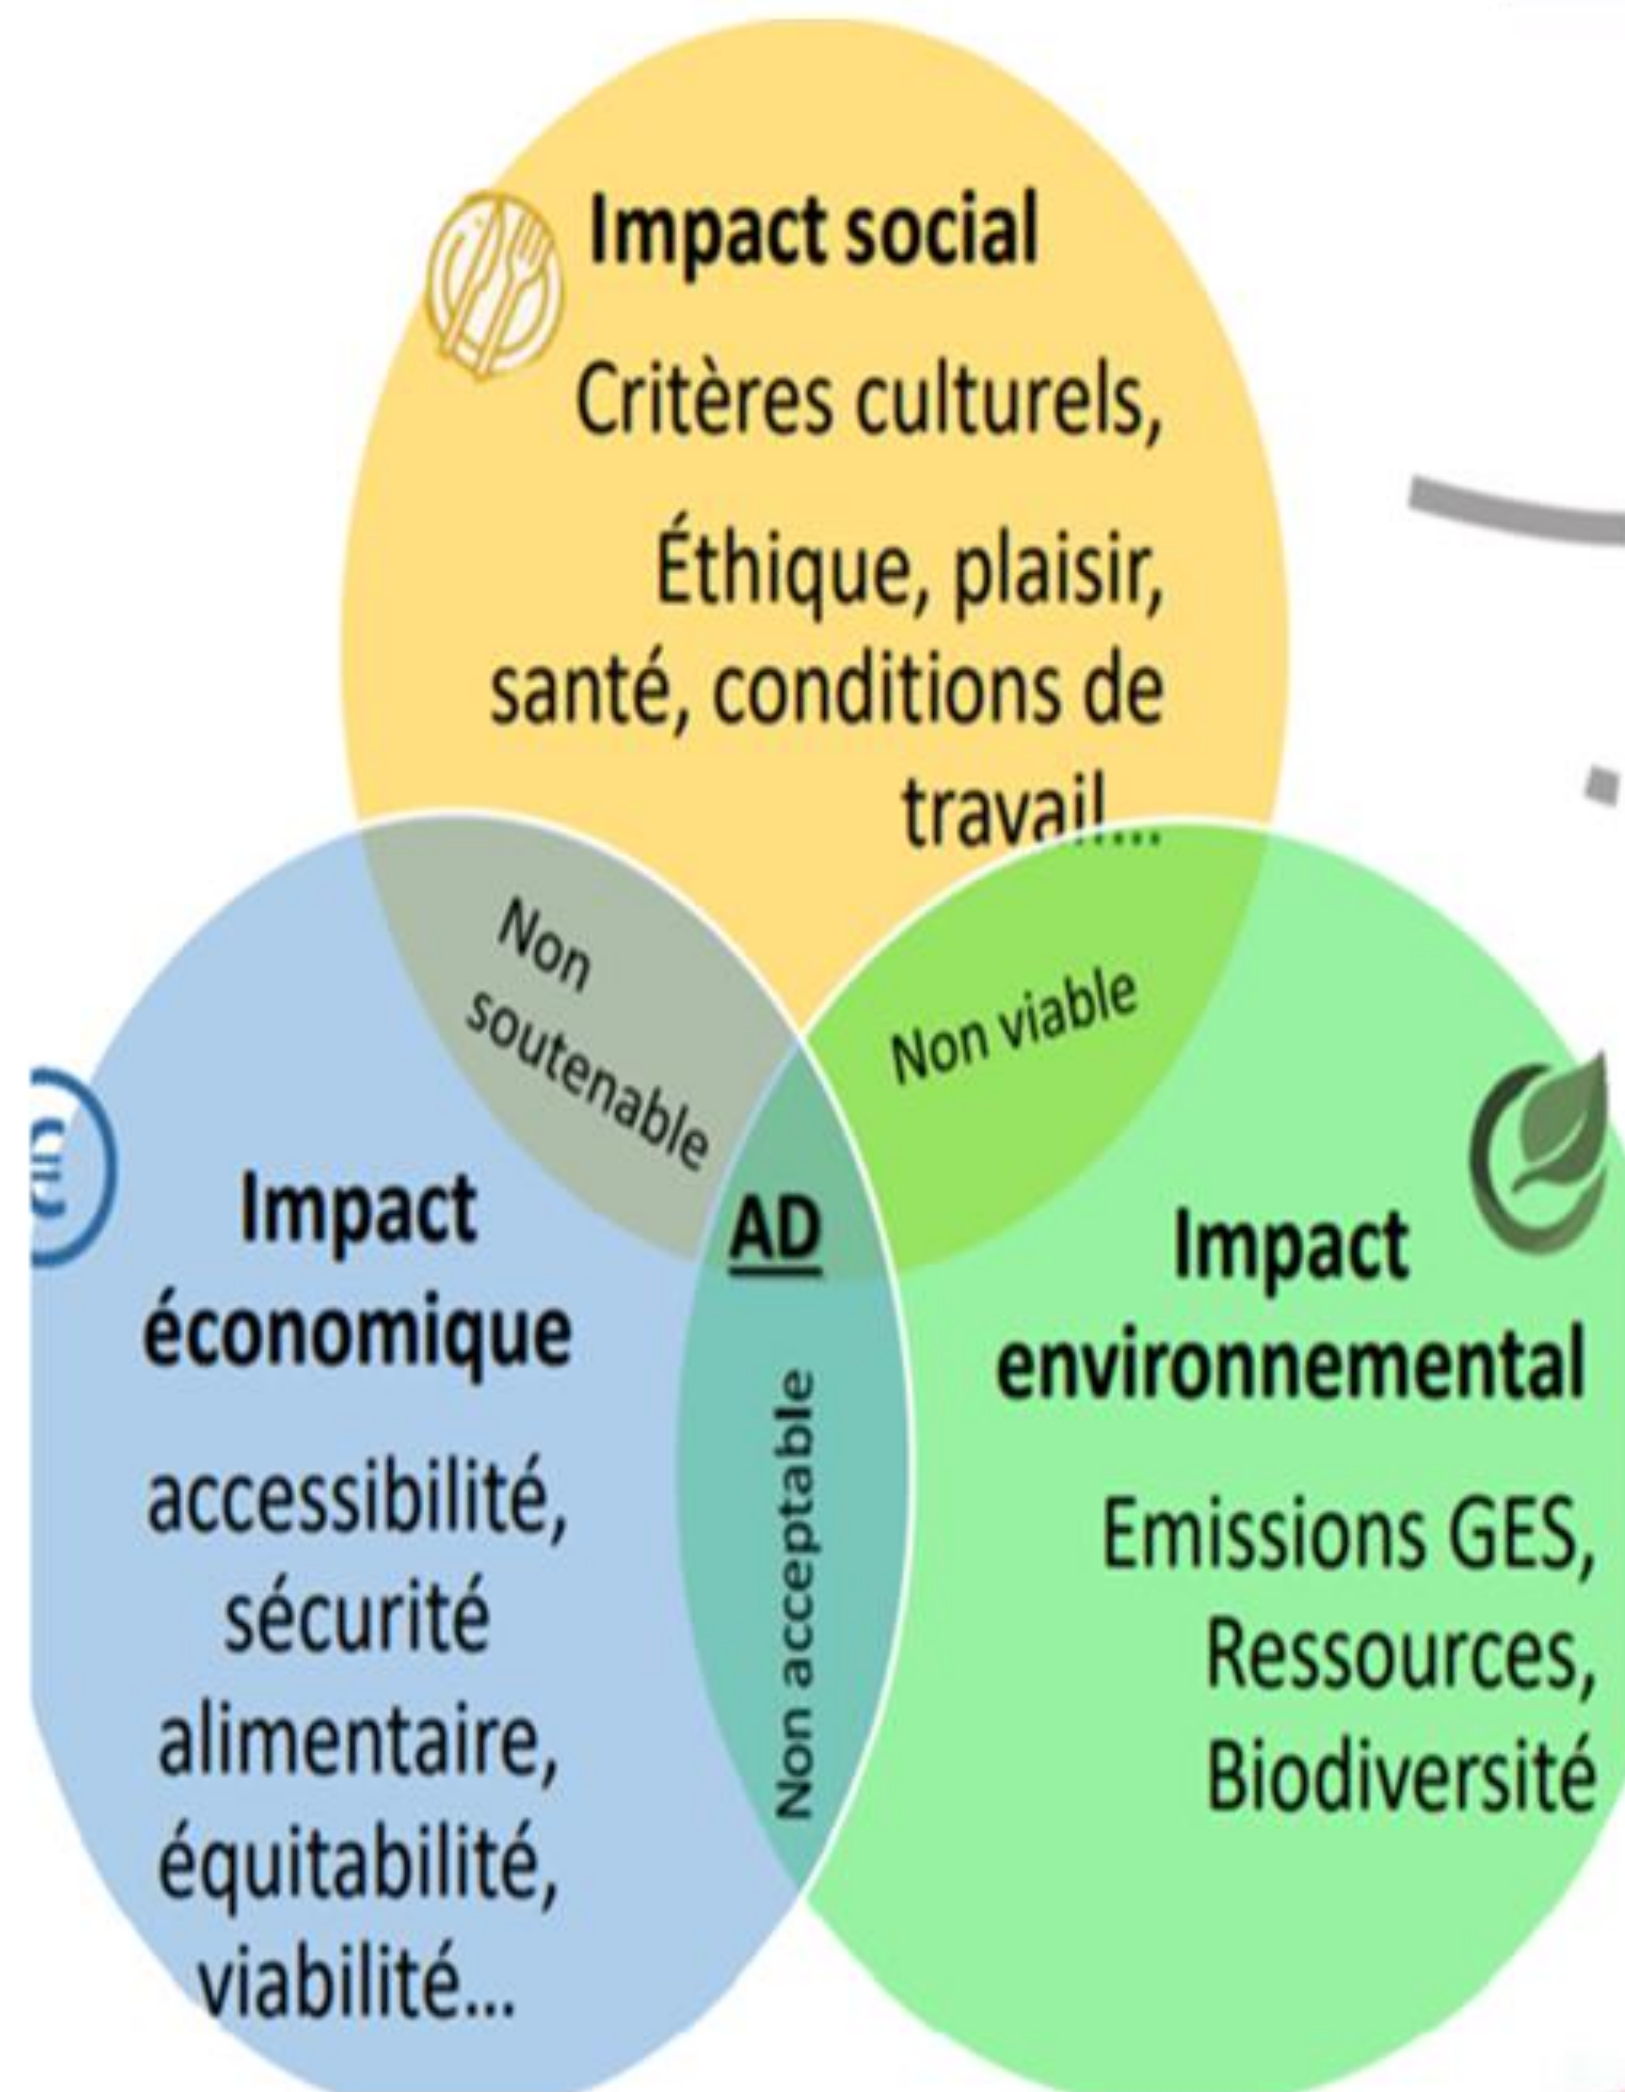 Impact social
Critères culturels,
Éthique, plaisir,
santé, conditions de
travail...
Non
soutenable
Non viable
€
Impact
économique
accessibilité,
sécurité
alimentaire,
équitabilité,
viabilité...
AD
Non acceptable
Impact
environnemental
Emissions GES,
Ressources,
Biodiversité